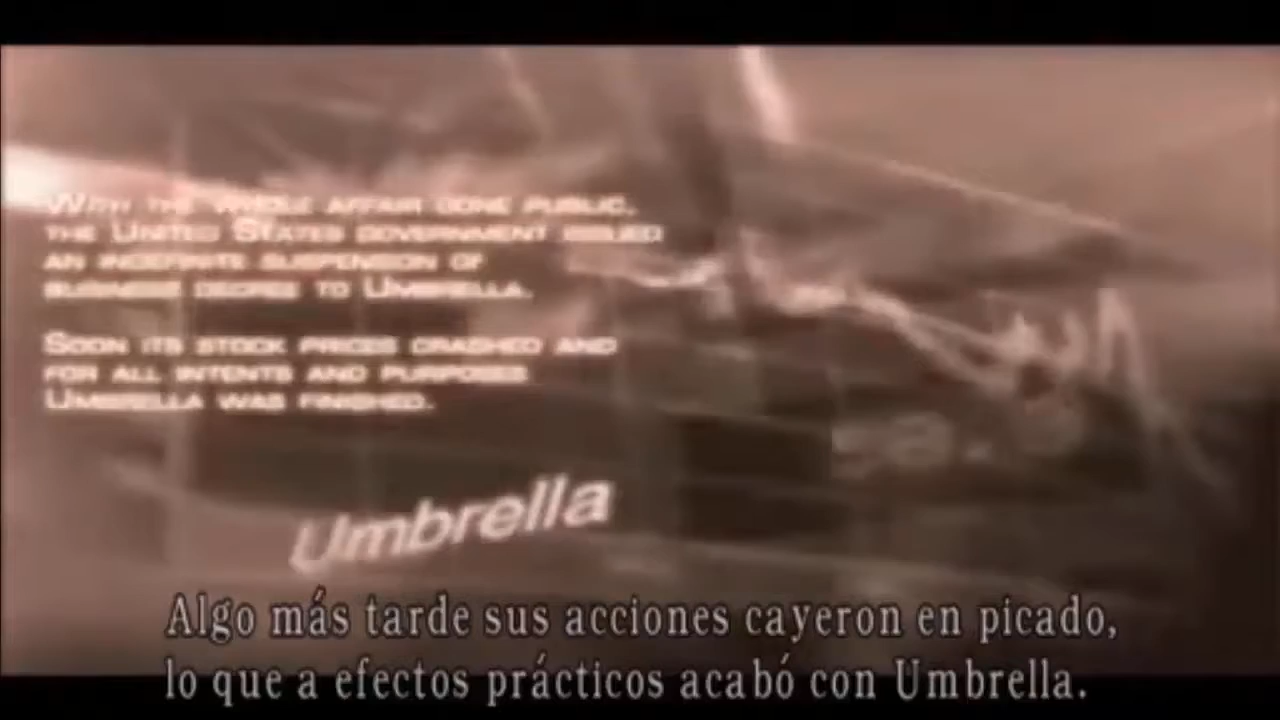 With the whole affair gone public,
the United States government issued
an indefinite suspension of
business decree to Umbrella.
Soon its stock prices crashed and
for all intents and purposes
Umbrella was finished.
Umbrella
Algo más tarde sus acciones cayeron en picado,
lo que a efectos prácticos acabó con Umbrella.